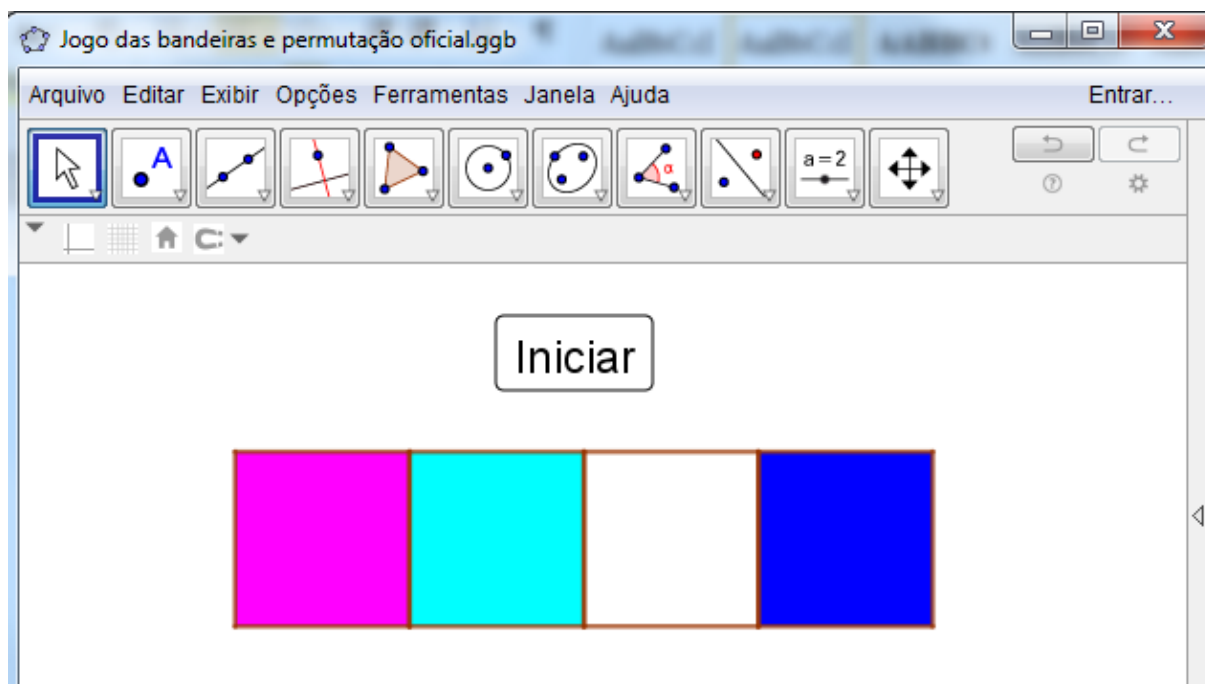 Jogo das bandeiras e permutação oficial.ggb
Arquivo Editar Exibir Opções Ferramentas Janela Ajuda Entrar...
A α a=2
Iniciar